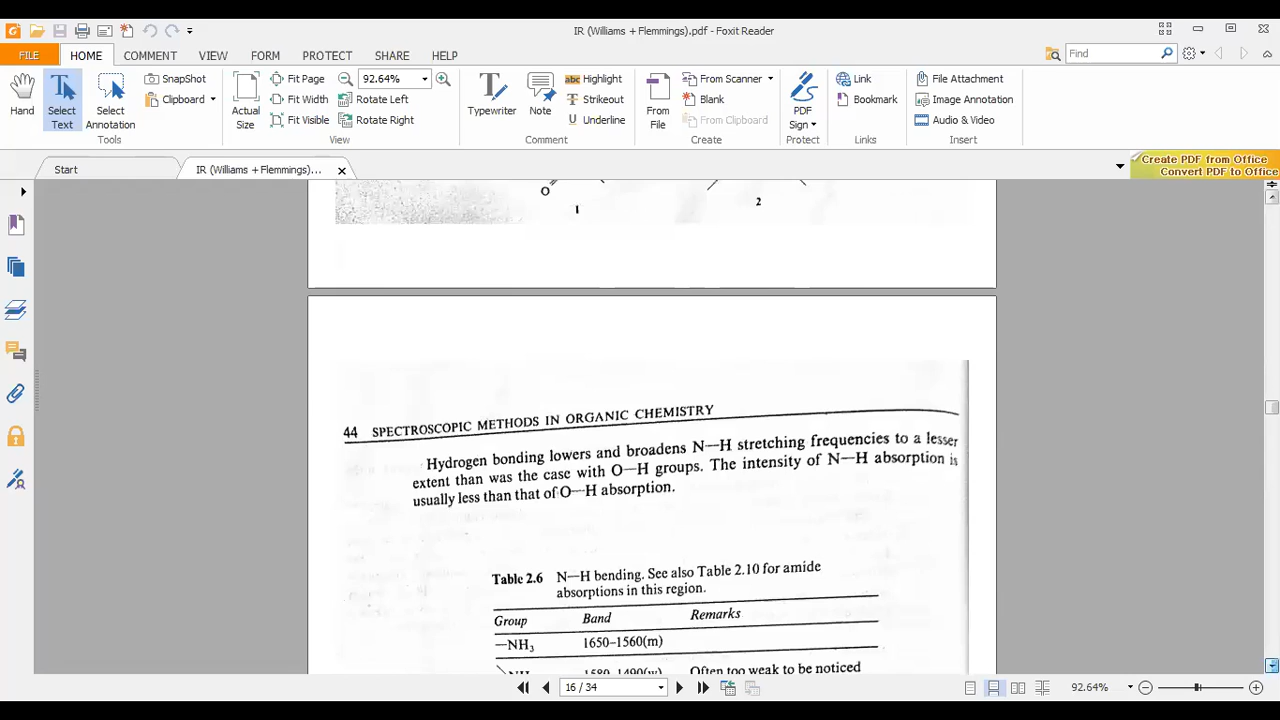 IR (Williams + Flemmings).pdf - Foxit Reader
FILE HOME COMMENT VIEW FORM PROTECT SHARE HELP
Find
Hand
Select
Text
Select
Annotation
SnapShot
Clipboard
Tools
Actual
Size
Fit Page
Fit Width
Fit Visible
92.64%
Rotate Left
Rotate Right
View
Typewriter
Note
Highlight
Strikeout
Underline
Comment
From
File
From Scanner
Blank
From Clipboard
Create
PDF
Sign
Protect
Link
Bookmark
Links
File Attachment
Image Annotation
Audio & Video
Insert
Start
IR (Williams + Flemmings)...
Create PDF from Office
Convert PDF to Office
O
1
2
44 SPECTROSCOPIC METHODS IN ORGANIC CHEMISTRY
Hydrogen bonding lowers and broadens N—H stretching frequencies to a lesser
extent than was the case with O—H groups. The intensity of N—H absorption is
usually less than that of O—H absorption.
Table 2.6 N—H bending. See also Table 2.10 for amide
absorptions in this region.
Group Band Remarks
—NH3 1650–1560(m)
NH 1580–1490(w) Often too weak to be noticed
16 / 34
92.64%